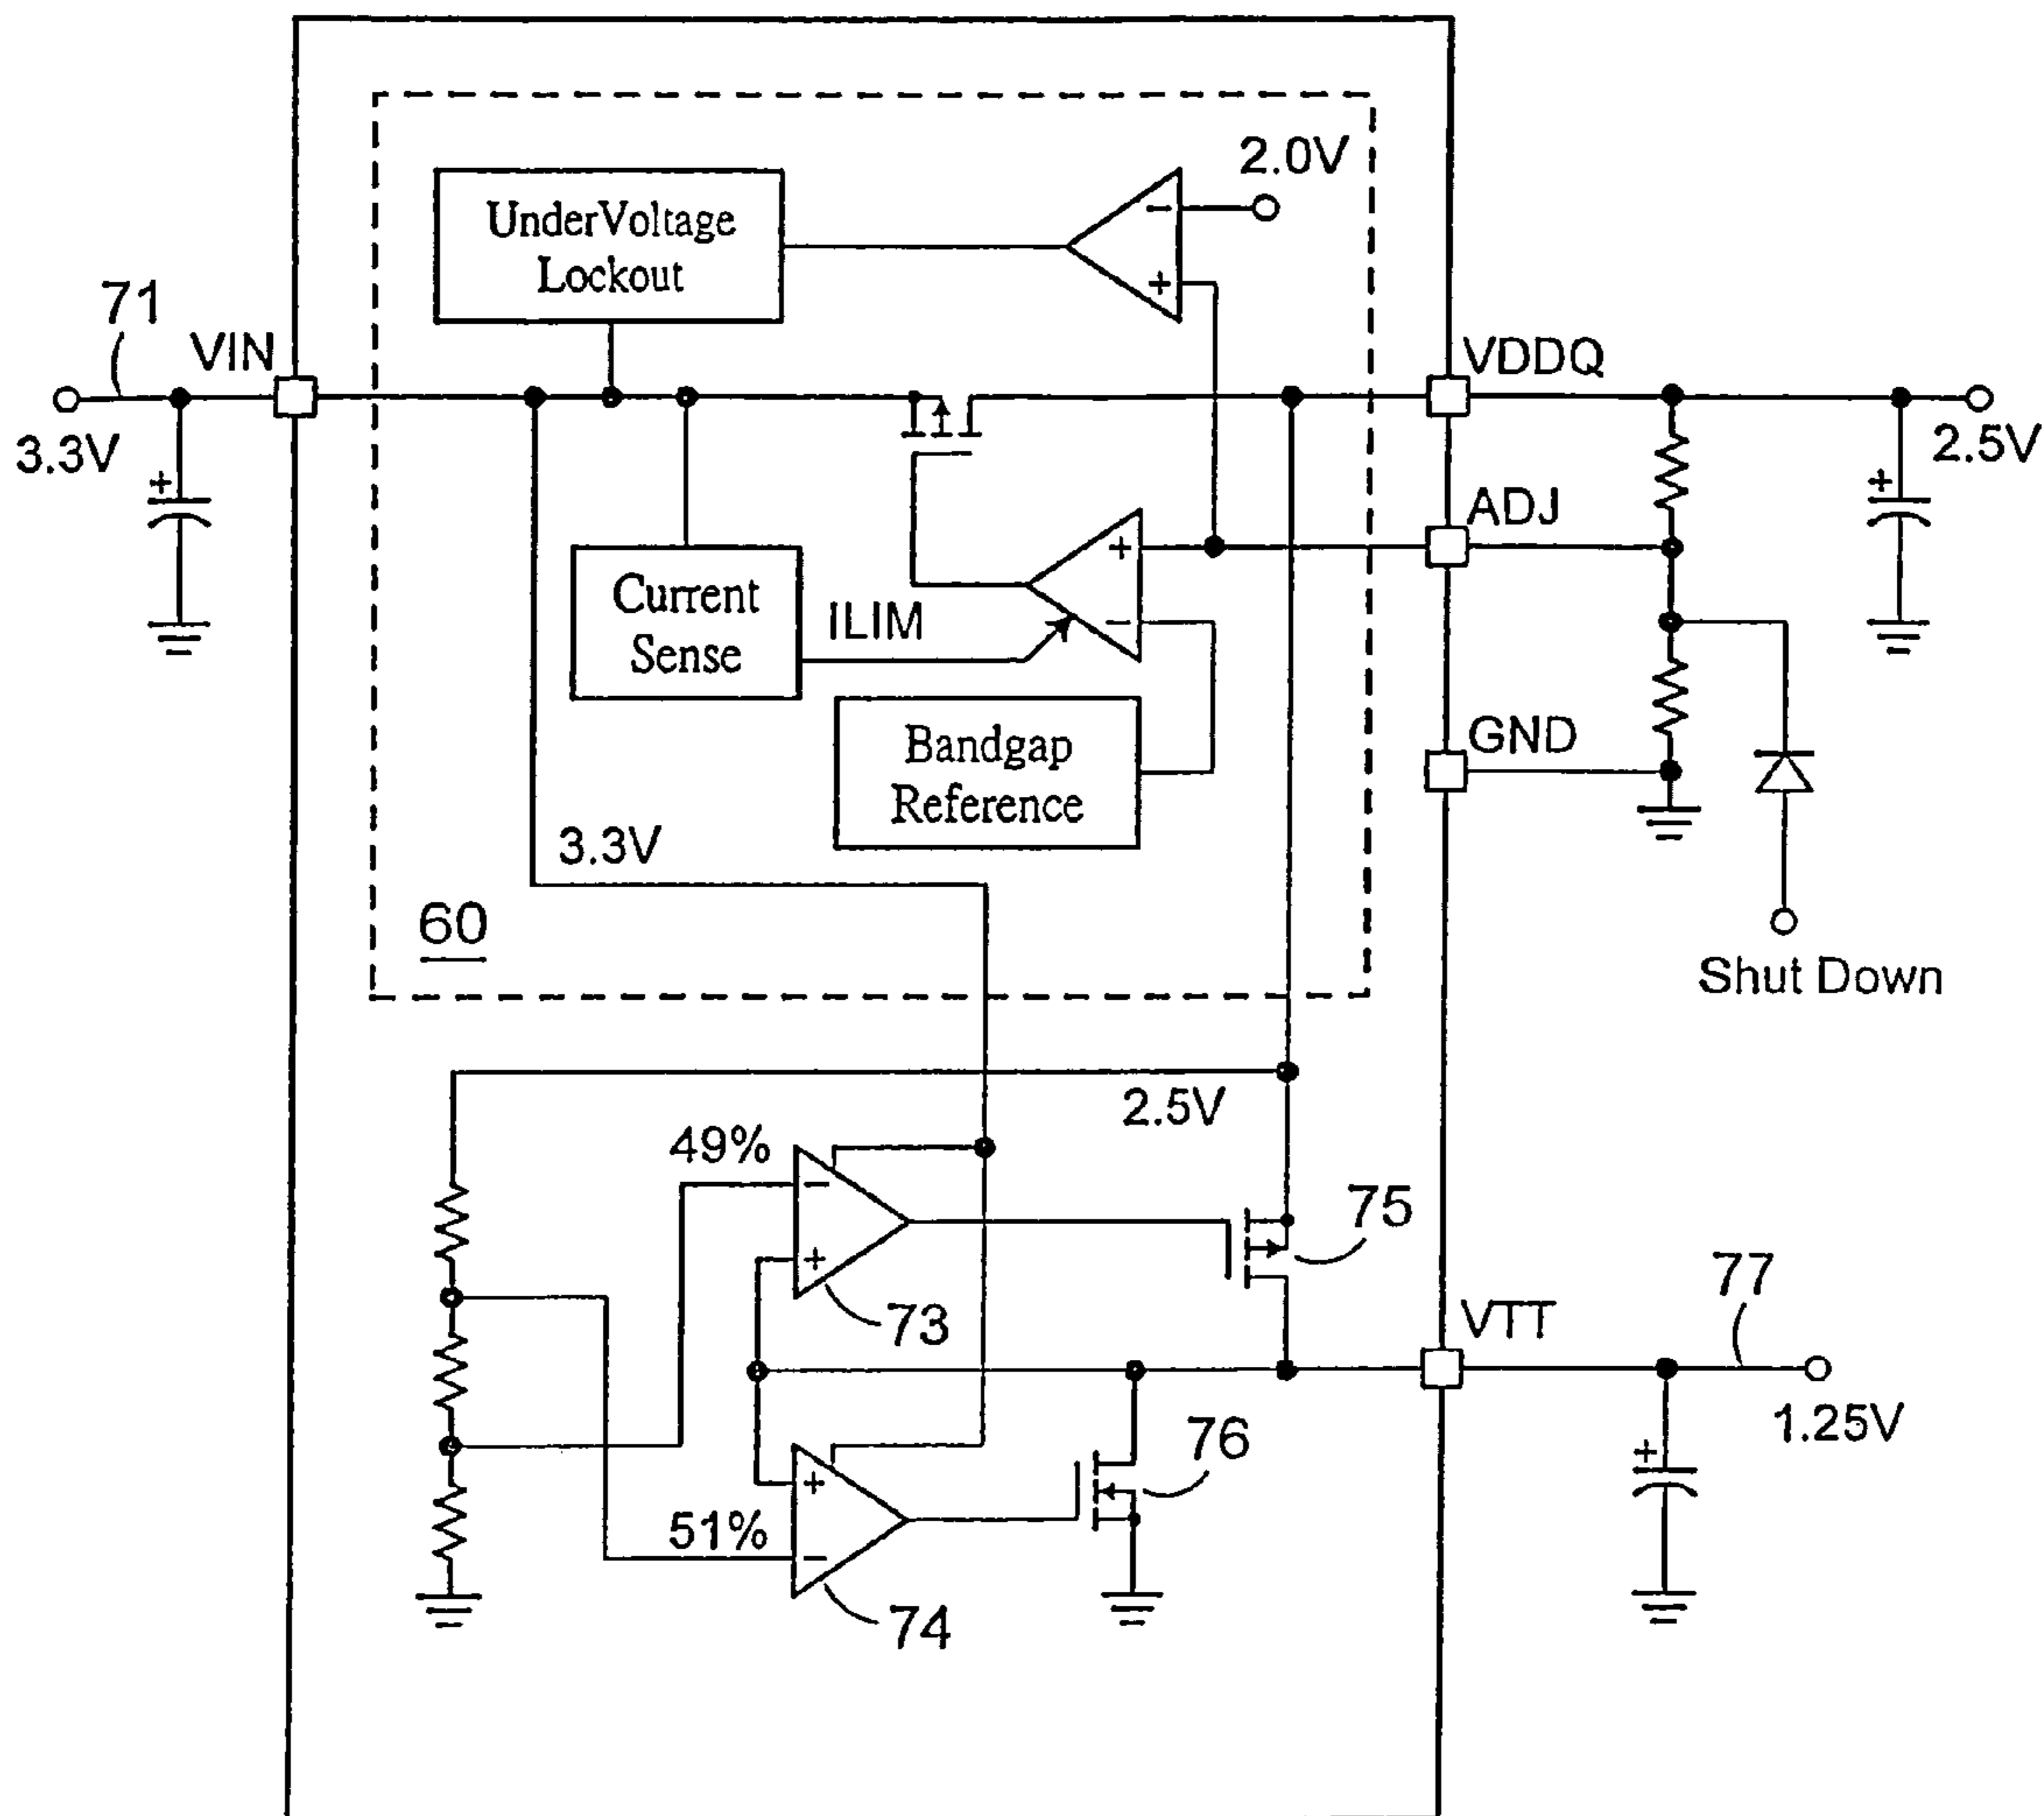 2.0V
UnderVoltage
Lockout
71
VIN
VDDQ
3.3V
2.5V
+
−
+
+
ADJ
Current
Sense
ILIM
+
−
GND
Bandgap
Reference
3.3V
60
Shut Down
2.5V
49%
−
75
+
73
77
VTT
1.25V
76
+
+
51%
−
74